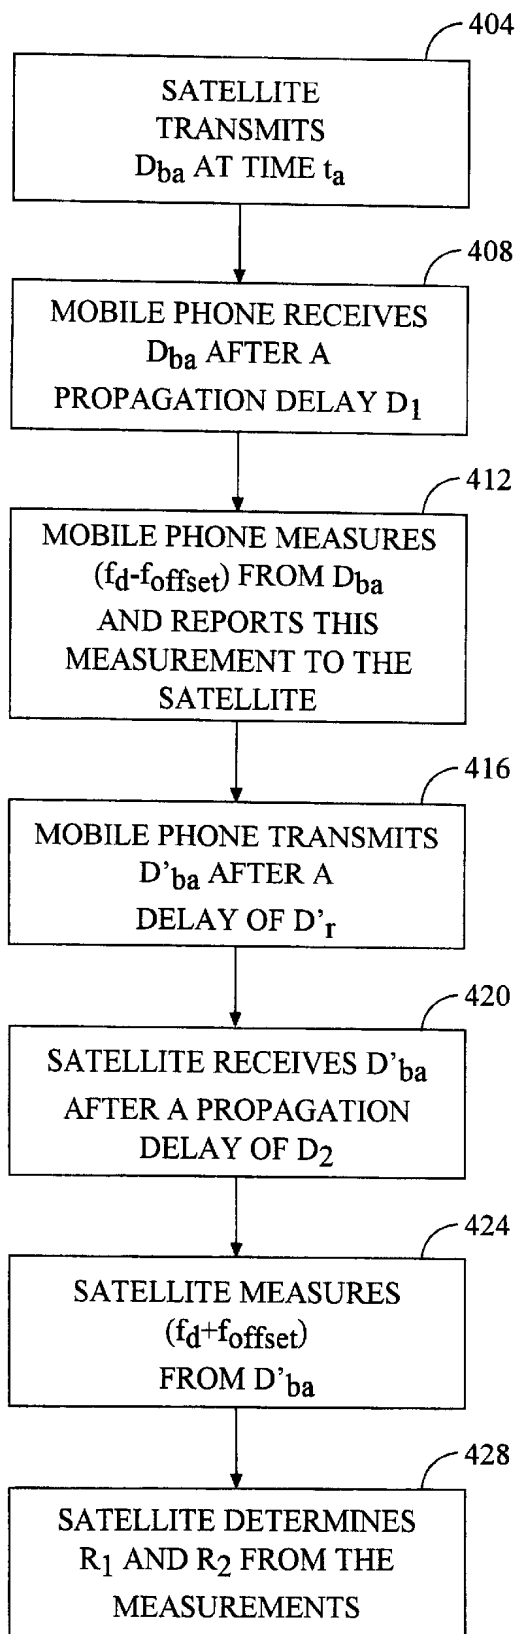 404
SATELLITE
TRANSMITS
Dba AT TIME ta
408
MOBILE PHONE RECEIVES
Dba AFTER A
PROPAGATION DELAY D1
412
MOBILE PHONE MEASURES
(fd-foffset) FROM Dba
AND REPORTS THIS
MEASUREMENT TO THE
SATELLITE
416
MOBILE PHONE TRANSMITS
D'ba AFTER A
DELAY OF D'r
420
SATELLITE RECEIVES D'ba
AFTER A PROPAGATION
DELAY OF D2
424
SATELLITE MEASURES
(fd+foffset)
FROM D'ba
428
SATELLITE DETERMINES
R1 AND R2 FROM THE
MEASUREMENTS